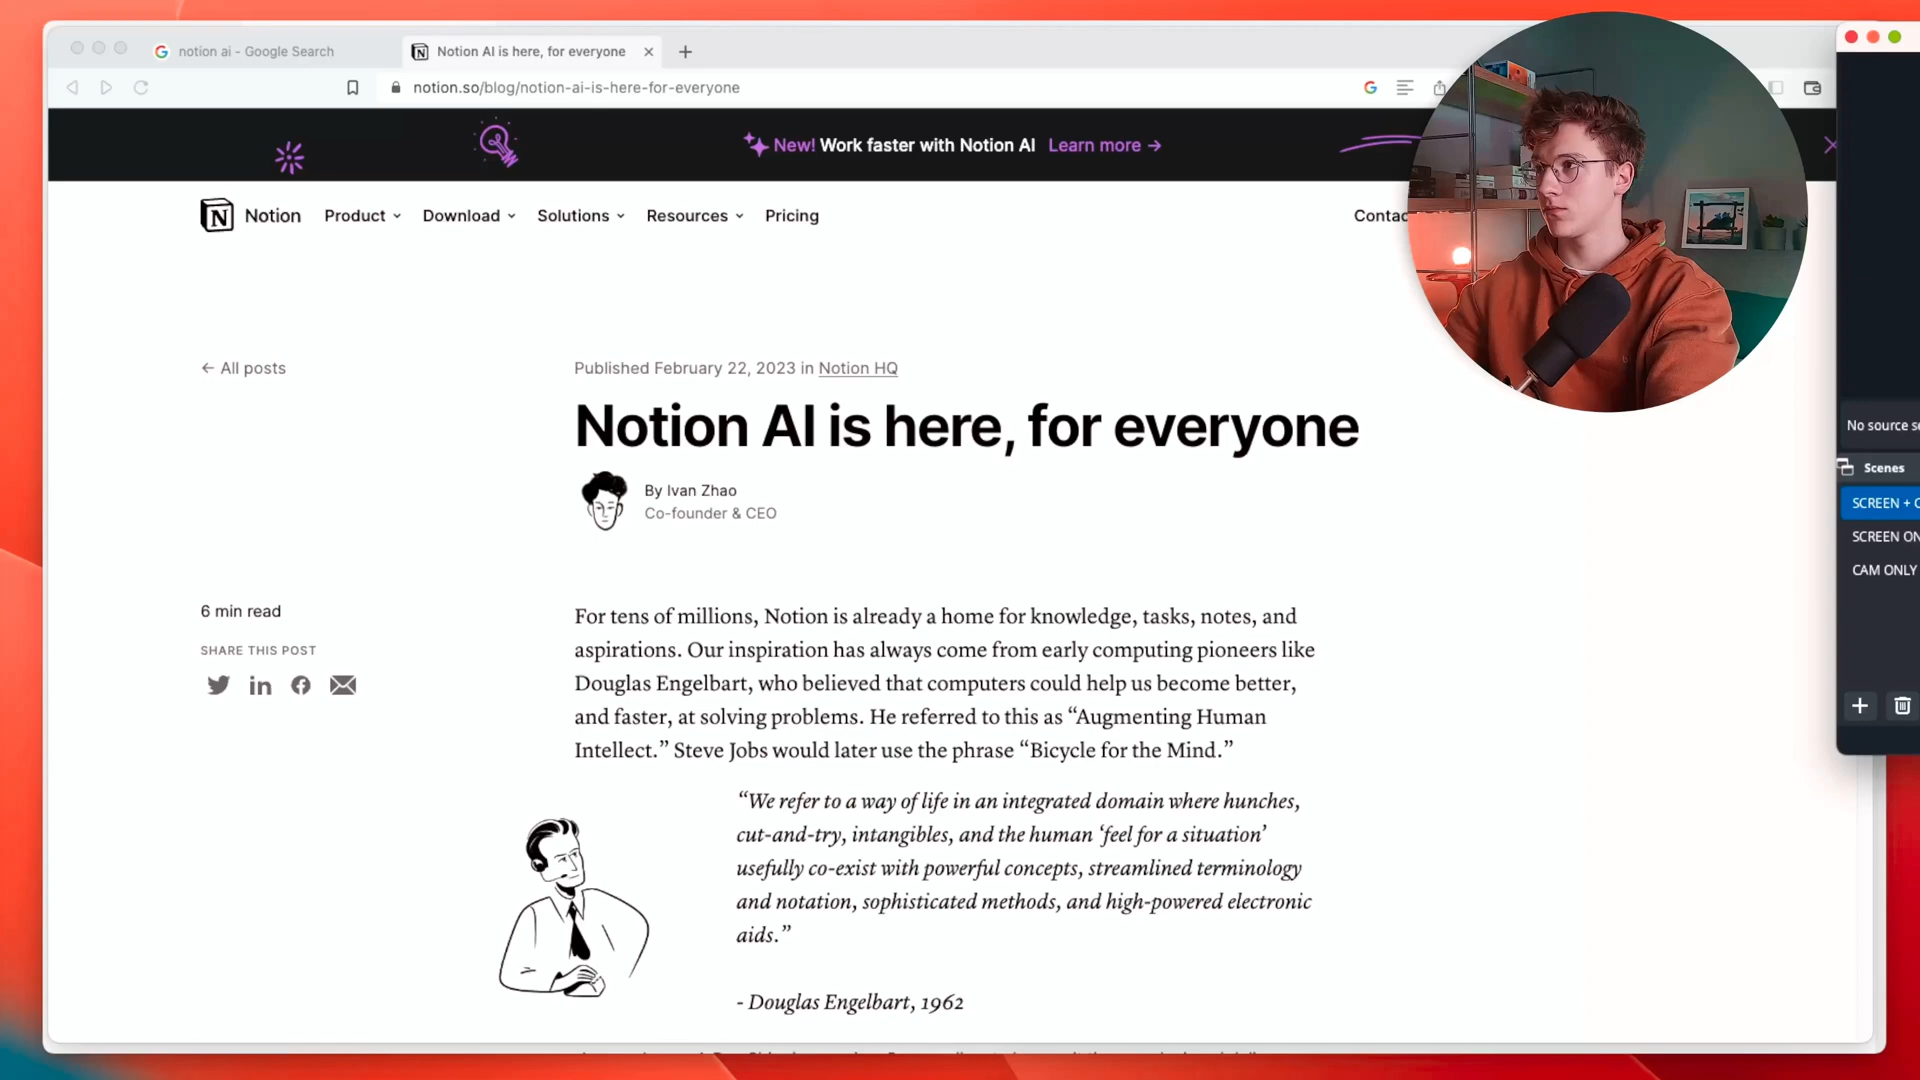 notion ai - Google Search
Notion AI is here, for everyone
notion.so/blog/notion-ai-is-here-for-everyone
New! Work faster with Notion AI Learn more →
Notion
Product
Download
Solutions
Resources
Pricing
Contac
← All posts
Published February 22, 2023 in Notion HQ
Notion AI is here, for everyone
By Ivan Zhao
Co-founder & CEO
6 min read
SHARE THIS POST
For tens of millions, Notion is already a home for knowledge, tasks, notes, and
aspirations. Our inspiration has always come from early computing pioneers like
Douglas Engelbart, who believed that computers could help us become better,
and faster, at solving problems. He referred to this as “Augmenting Human
Intellect.” Steve Jobs would later use the phrase “Bicycle for the Mind.”
“We refer to a way of life in an integrated domain where hunches,
cut-and-try, intangibles, and the human ‘feel for a situation’
usefully co-exist with powerful concepts, streamlined terminology
and notation, sophisticated methods, and high-powered electronic
aids.”
- Douglas Engelbart, 1962
No source se
Scenes
SCREEN + C
SCREEN ON
CAM ONLY